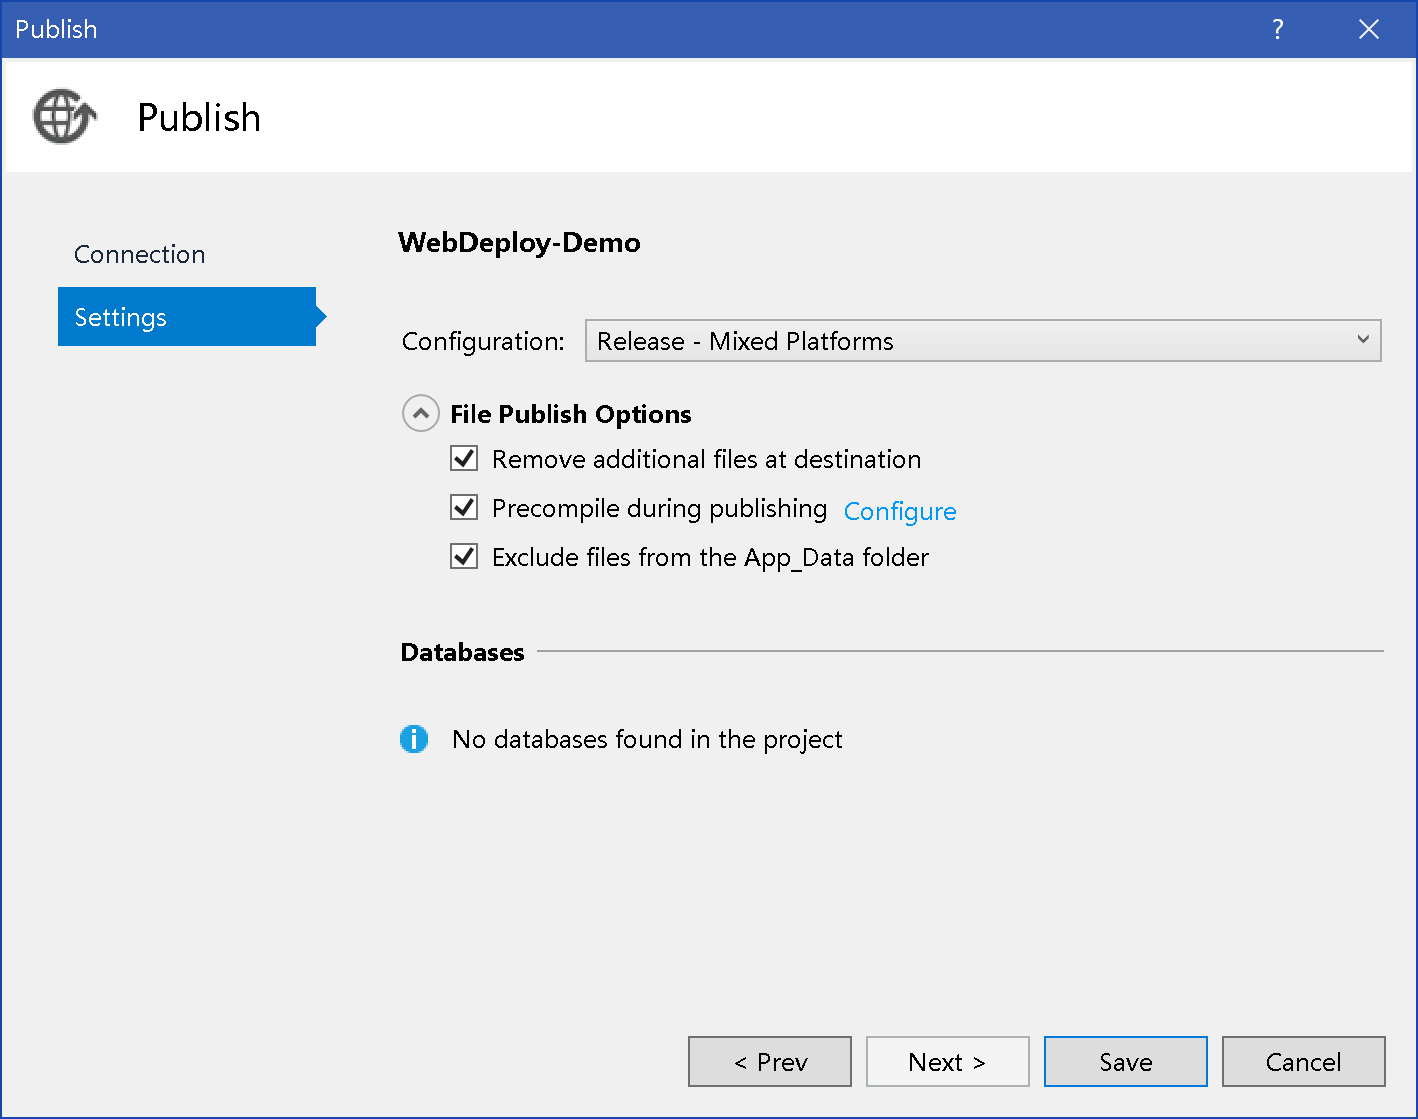 Publish
?
Publish
Connection
Settings
WebDeploy-Demo
Configuration: Release - Mixed Platforms
File Publish Options
Remove additional files at destination
Precompile during publishing Configure
Exclude files from the App_Data folder
Databases
No databases found in the project
< Prev Next > Save Cancel